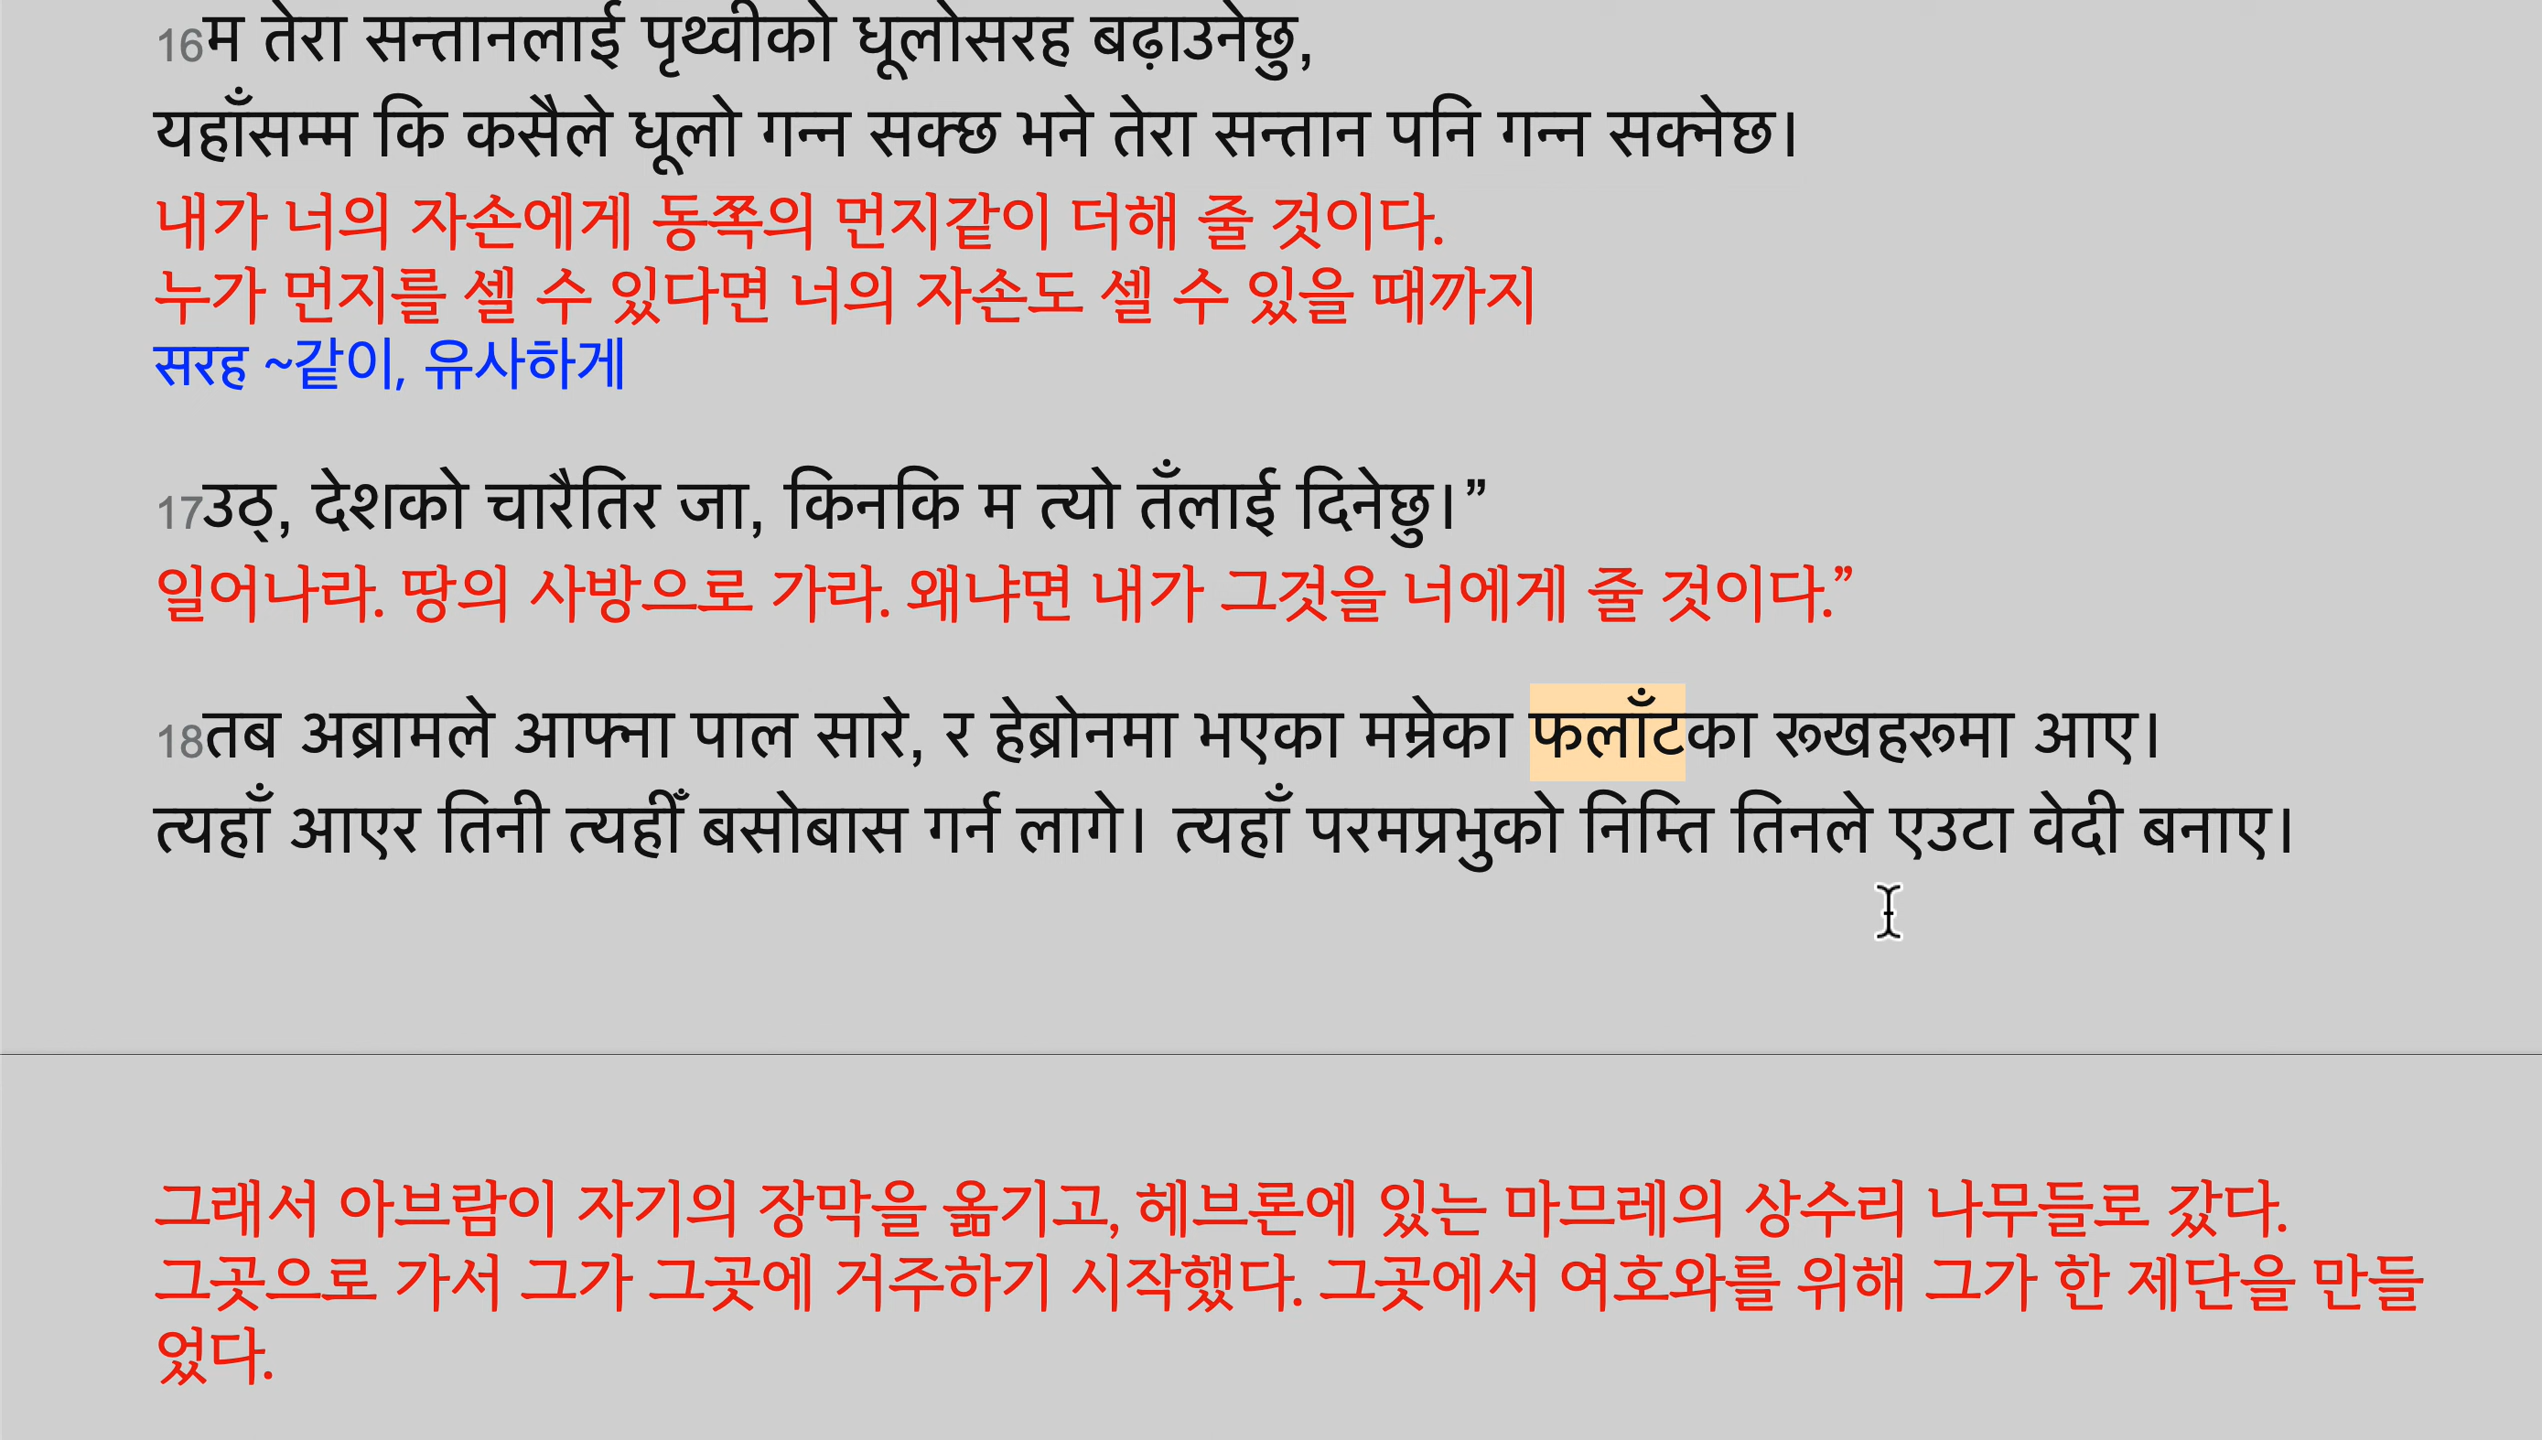 16म तेरा सन्तानलाई पृथ्वीको धूलोसरह बढ़ाउनेछु,
यहाँसम्म कि कसैले धूलो गन्न सक्छ भने तेरा सन्तान पनि गन्न सक्नेछ।
내가 너의 자손에게 동쪽의 먼지같이 더해 줄 것이다.
누가 먼지를 셀 수 있다면 너의 자손도 셀 수 있을 때까지
सरह ~같이, 유사하게
17उठ्, देशको चारैतिर जा, किनकि म त्यो तँलाई दिनेछु।”
일어나라. 땅의 사방으로 가라. 왜냐면 내가 그것을 너에게 줄 것이다.”
18तब अब्रामले आफ्ना पाल सारे, र हेब्रोनमा भएका मम्रेका फलाँटका रूखहरूमा आए।
त्यहाँ आएर तिनी त्यहीँ बसोबास गर्न लागे। त्यहाँ परमप्रभुको निम्ति तिनले एउटा वेदी बनाए।
그래서 아브람이 자기의 장막을 옮기고, 헤브론에 있는 마므레의 상수리 나무들로 갔다.
그곳으로 가서 그가 그곳에 거주하기 시작했다. 그곳에서 여호와를 위해 그가 한 제단을 만들
었다.